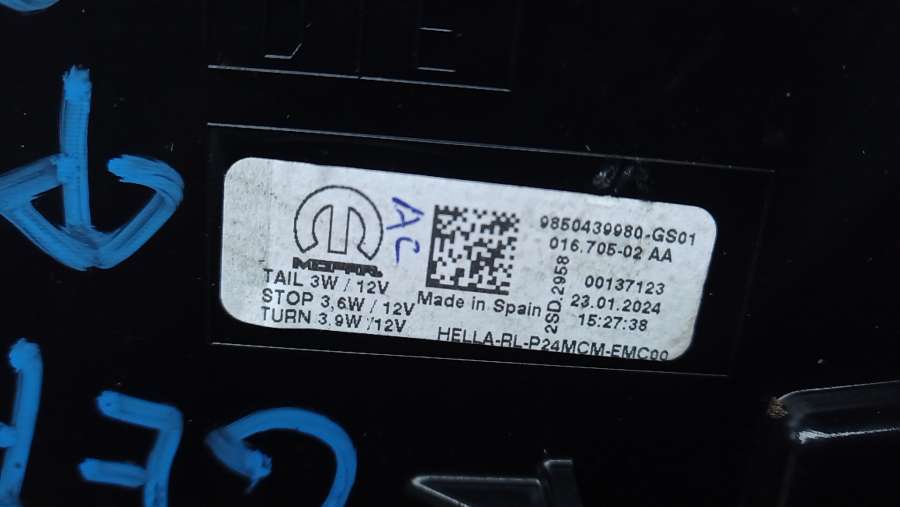 MOPAR
AC
TAIL 3W / 12V
STOP 3,6W / 12V
TURN 3,9W /12V
Made in Spain
2SD.2958
9850439980-GS01
016.705-02 AA
00137123
23.01.2024
15:27:38
HELLA-RL-P24MCM-EMC00